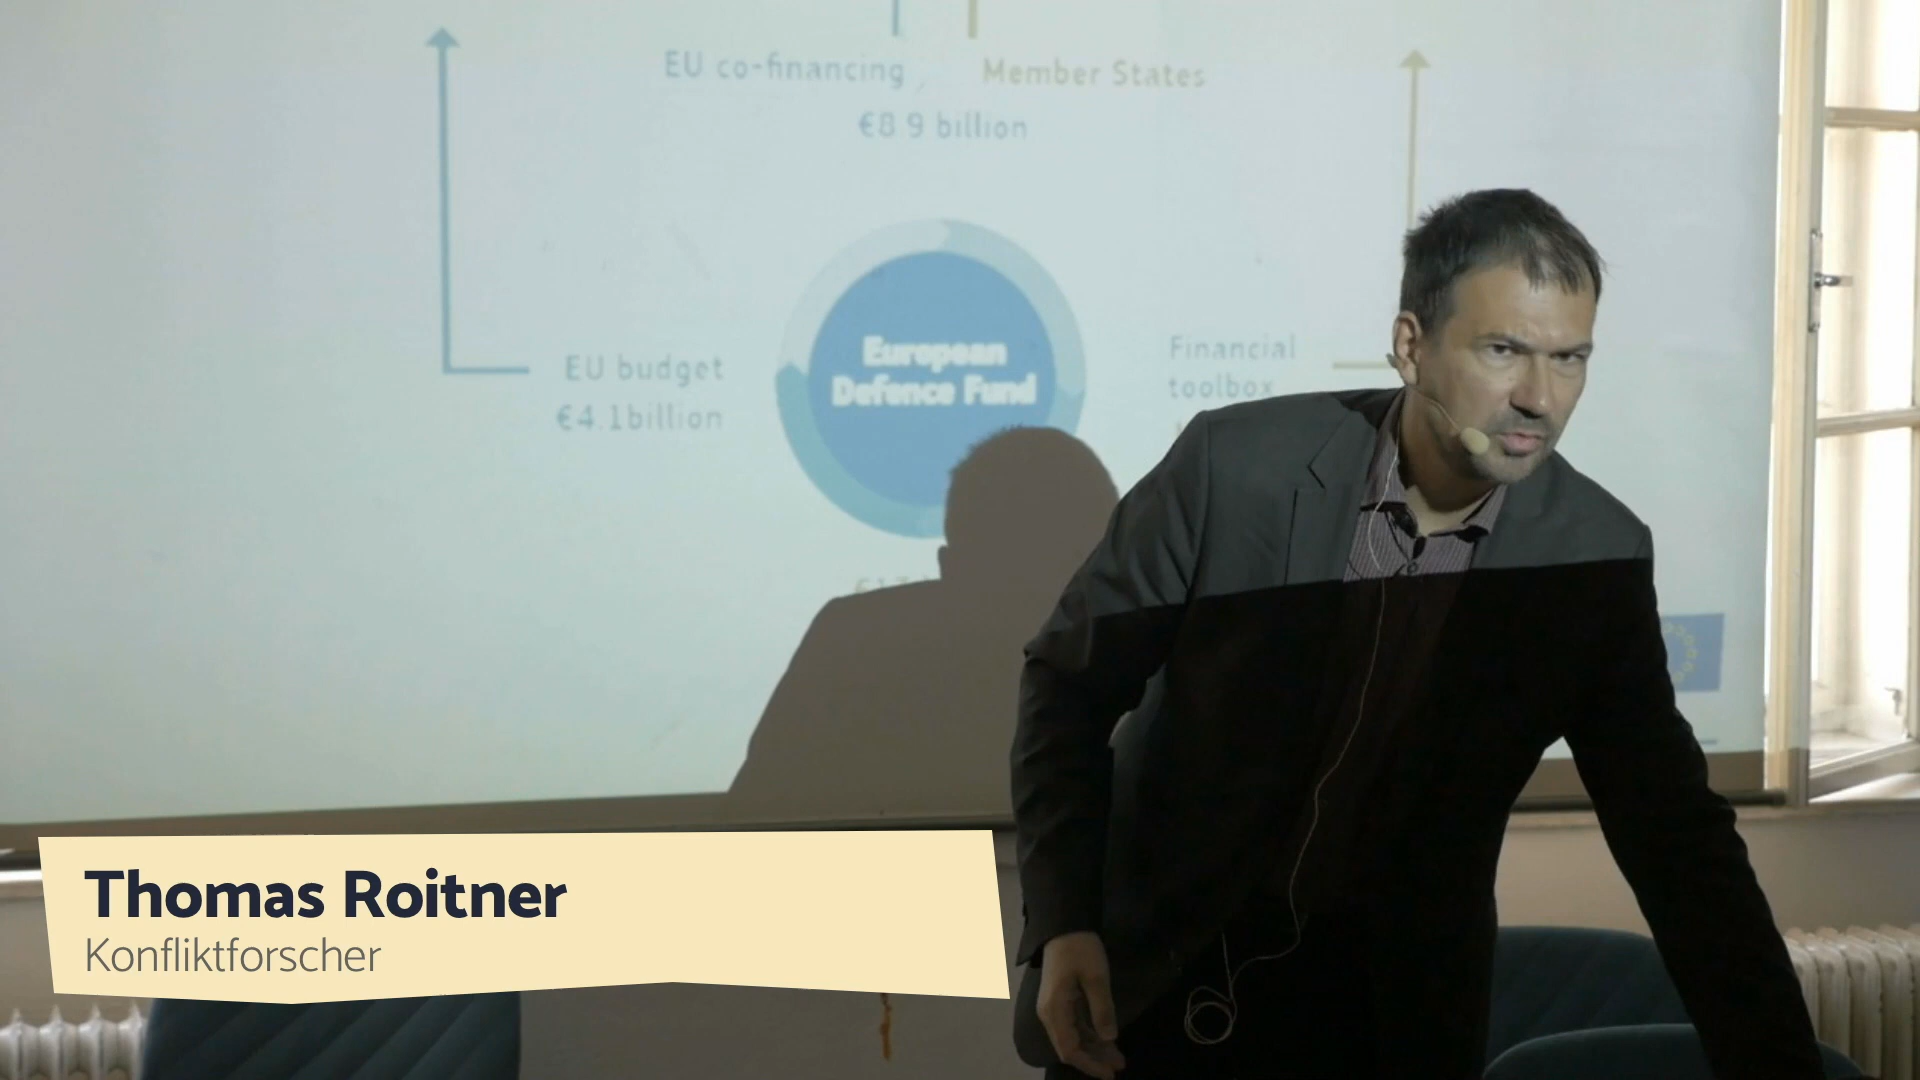 EU co-financing
Member States
€8.9 billion
European
Defence Fund
EU budget
€4.1billion
Financial
toolbox
Thomas Roitner
Konfliktforscher